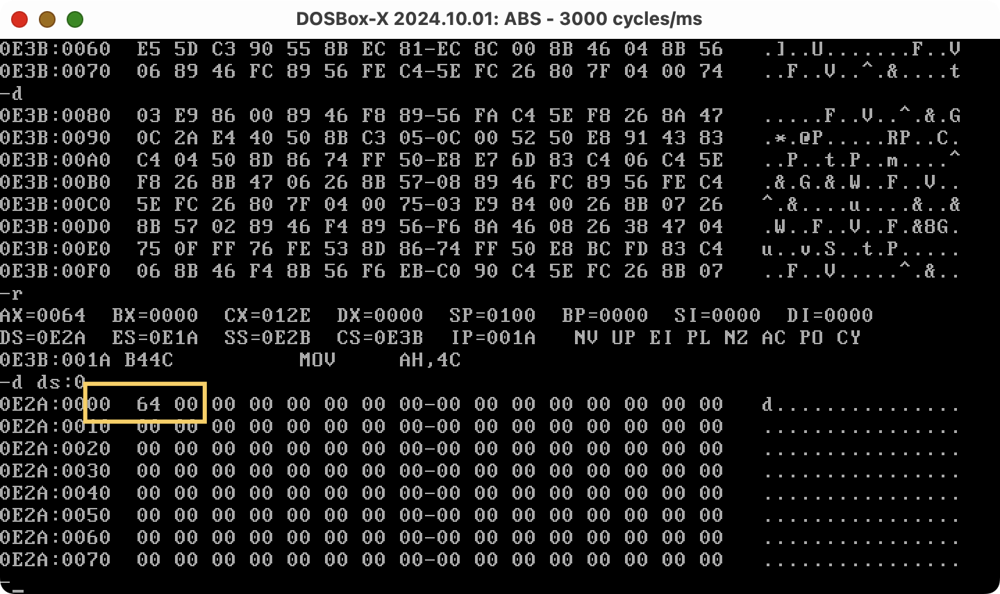 DOSBox-X 2024.10.01: ABS - 3000 cycles/ms
0E3B:0060  E5 5D C3 90 55 8B EC 81-EC 8C 00 8B 46 04 8B 56   .]..U.......F..V
0E3B:0070  06 89 46 FC 89 56 FE C4-5E FC 26 80 7F 04 00 74   ..F..V..^.&....t
-d
0E3B:0080  03 E9 86 00 89 46 F8 89-56 FA C4 5E F8 26 8A 47   .....F..V..^.&.G
0E3B:0090  0C 2A E4 40 50 8B C3 05-0C 00 52 50 E8 91 43 83   .*.@P.....RP..C.
0E3B:00A0  C4 04 50 8D 86 74 FF 50-E8 E7 6D 83 C4 06 C4 5E   ..P..t.P..m....^
0E3B:00B0  F8 26 8B 47 06 26 8B 57-08 89 46 FC 89 56 FE C4   .&.G.&.W..F..V..
0E3B:00C0  5E FC 26 80 7F 04 00 75-03 E9 84 00 26 8B 07 26   ^.&....u....&..&
0E3B:00D0  8B 57 02 89 46 F4 89 56-F6 8A 46 08 26 38 47 04   .W..F..V..F.&8G.
0E3B:00E0  75 0F FF 76 FE 53 8D 86-74 FF 50 E8 BC FD 83 C4   u..v.S..t.P.....
0E3B:00F0  06 8B 46 F4 8B 56 F6 EB-C0 90 C4 5E FC 26 8B 07   ..F..V.....^.&..
-r
AX=0064  BX=0000  CX=012E  DX=0000  SP=0100  BP=0000  SI=0000  DI=0000
DS=0E2A  ES=0E1A  SS=0E2B  CS=0E3B  IP=001A   NV UP EI PL NZ AC PO CY
0E3B:001A B44C          MOV     AH,4C
-d ds:0
0E2A:0000  64 00 00 00 00 00 00 00-00 00 00 00 00 00 00 00   d...............
0E2A:0010  00 00 00 00 00 00 00 00-00 00 00 00 00 00 00 00   ................
0E2A:0020  00 00 00 00 00 00 00 00-00 00 00 00 00 00 00 00   ................
0E2A:0030  00 00 00 00 00 00 00 00-00 00 00 00 00 00 00 00   ................
0E2A:0040  00 00 00 00 00 00 00 00-00 00 00 00 00 00 00 00   ................
0E2A:0050  00 00 00 00 00 00 00 00-00 00 00 00 00 00 00 00   ................
0E2A:0060  00 00 00 00 00 00 00 00-00 00 00 00 00 00 00 00   ................
0E2A:0070  00 00 00 00 00 00 00 00-00 00 00 00 00 00 00 00   ................
-_